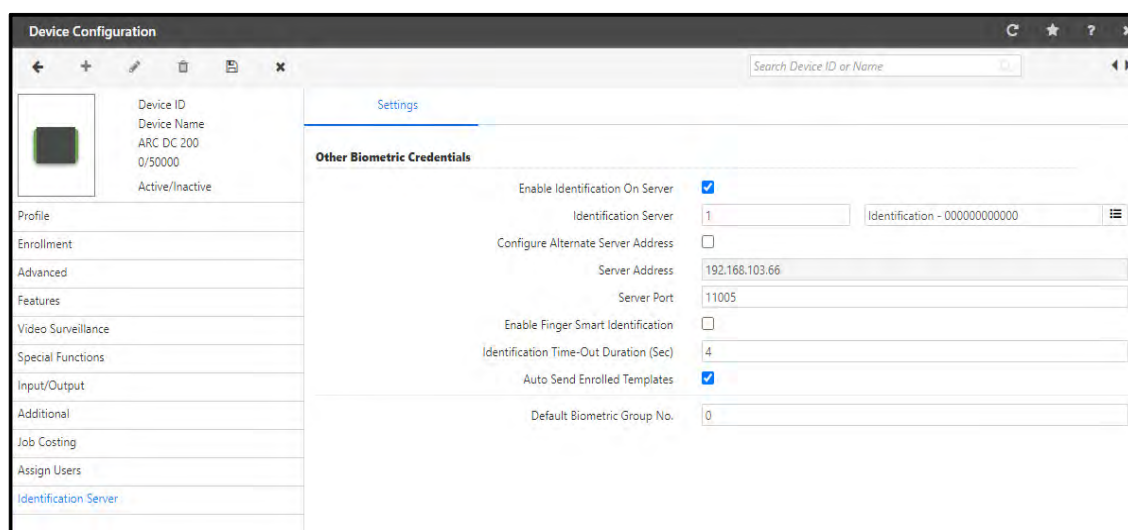 Device Configuration
Search Device ID or Name
Device ID
Device Name
ARC DC 200
0/50000
Active/Inactive
Profile
Enrollment
Advanced
Features
Video Surveillance
Special Functions
Input/Output
Additional
Job Costing
Assign Users
Identification Server
Settings
Other Biometric Credentials
Enable Identification On Server
Identification Server 1 Identification - 000000000000
Configure Alternate Server Address
Server Address 192.168.103.66
Server Port 11005
Enable Finger Smart Identification
Identification Time-Out Duration (Sec) 4
Auto Send Enrolled Templates
Default Biometric Group No. 0